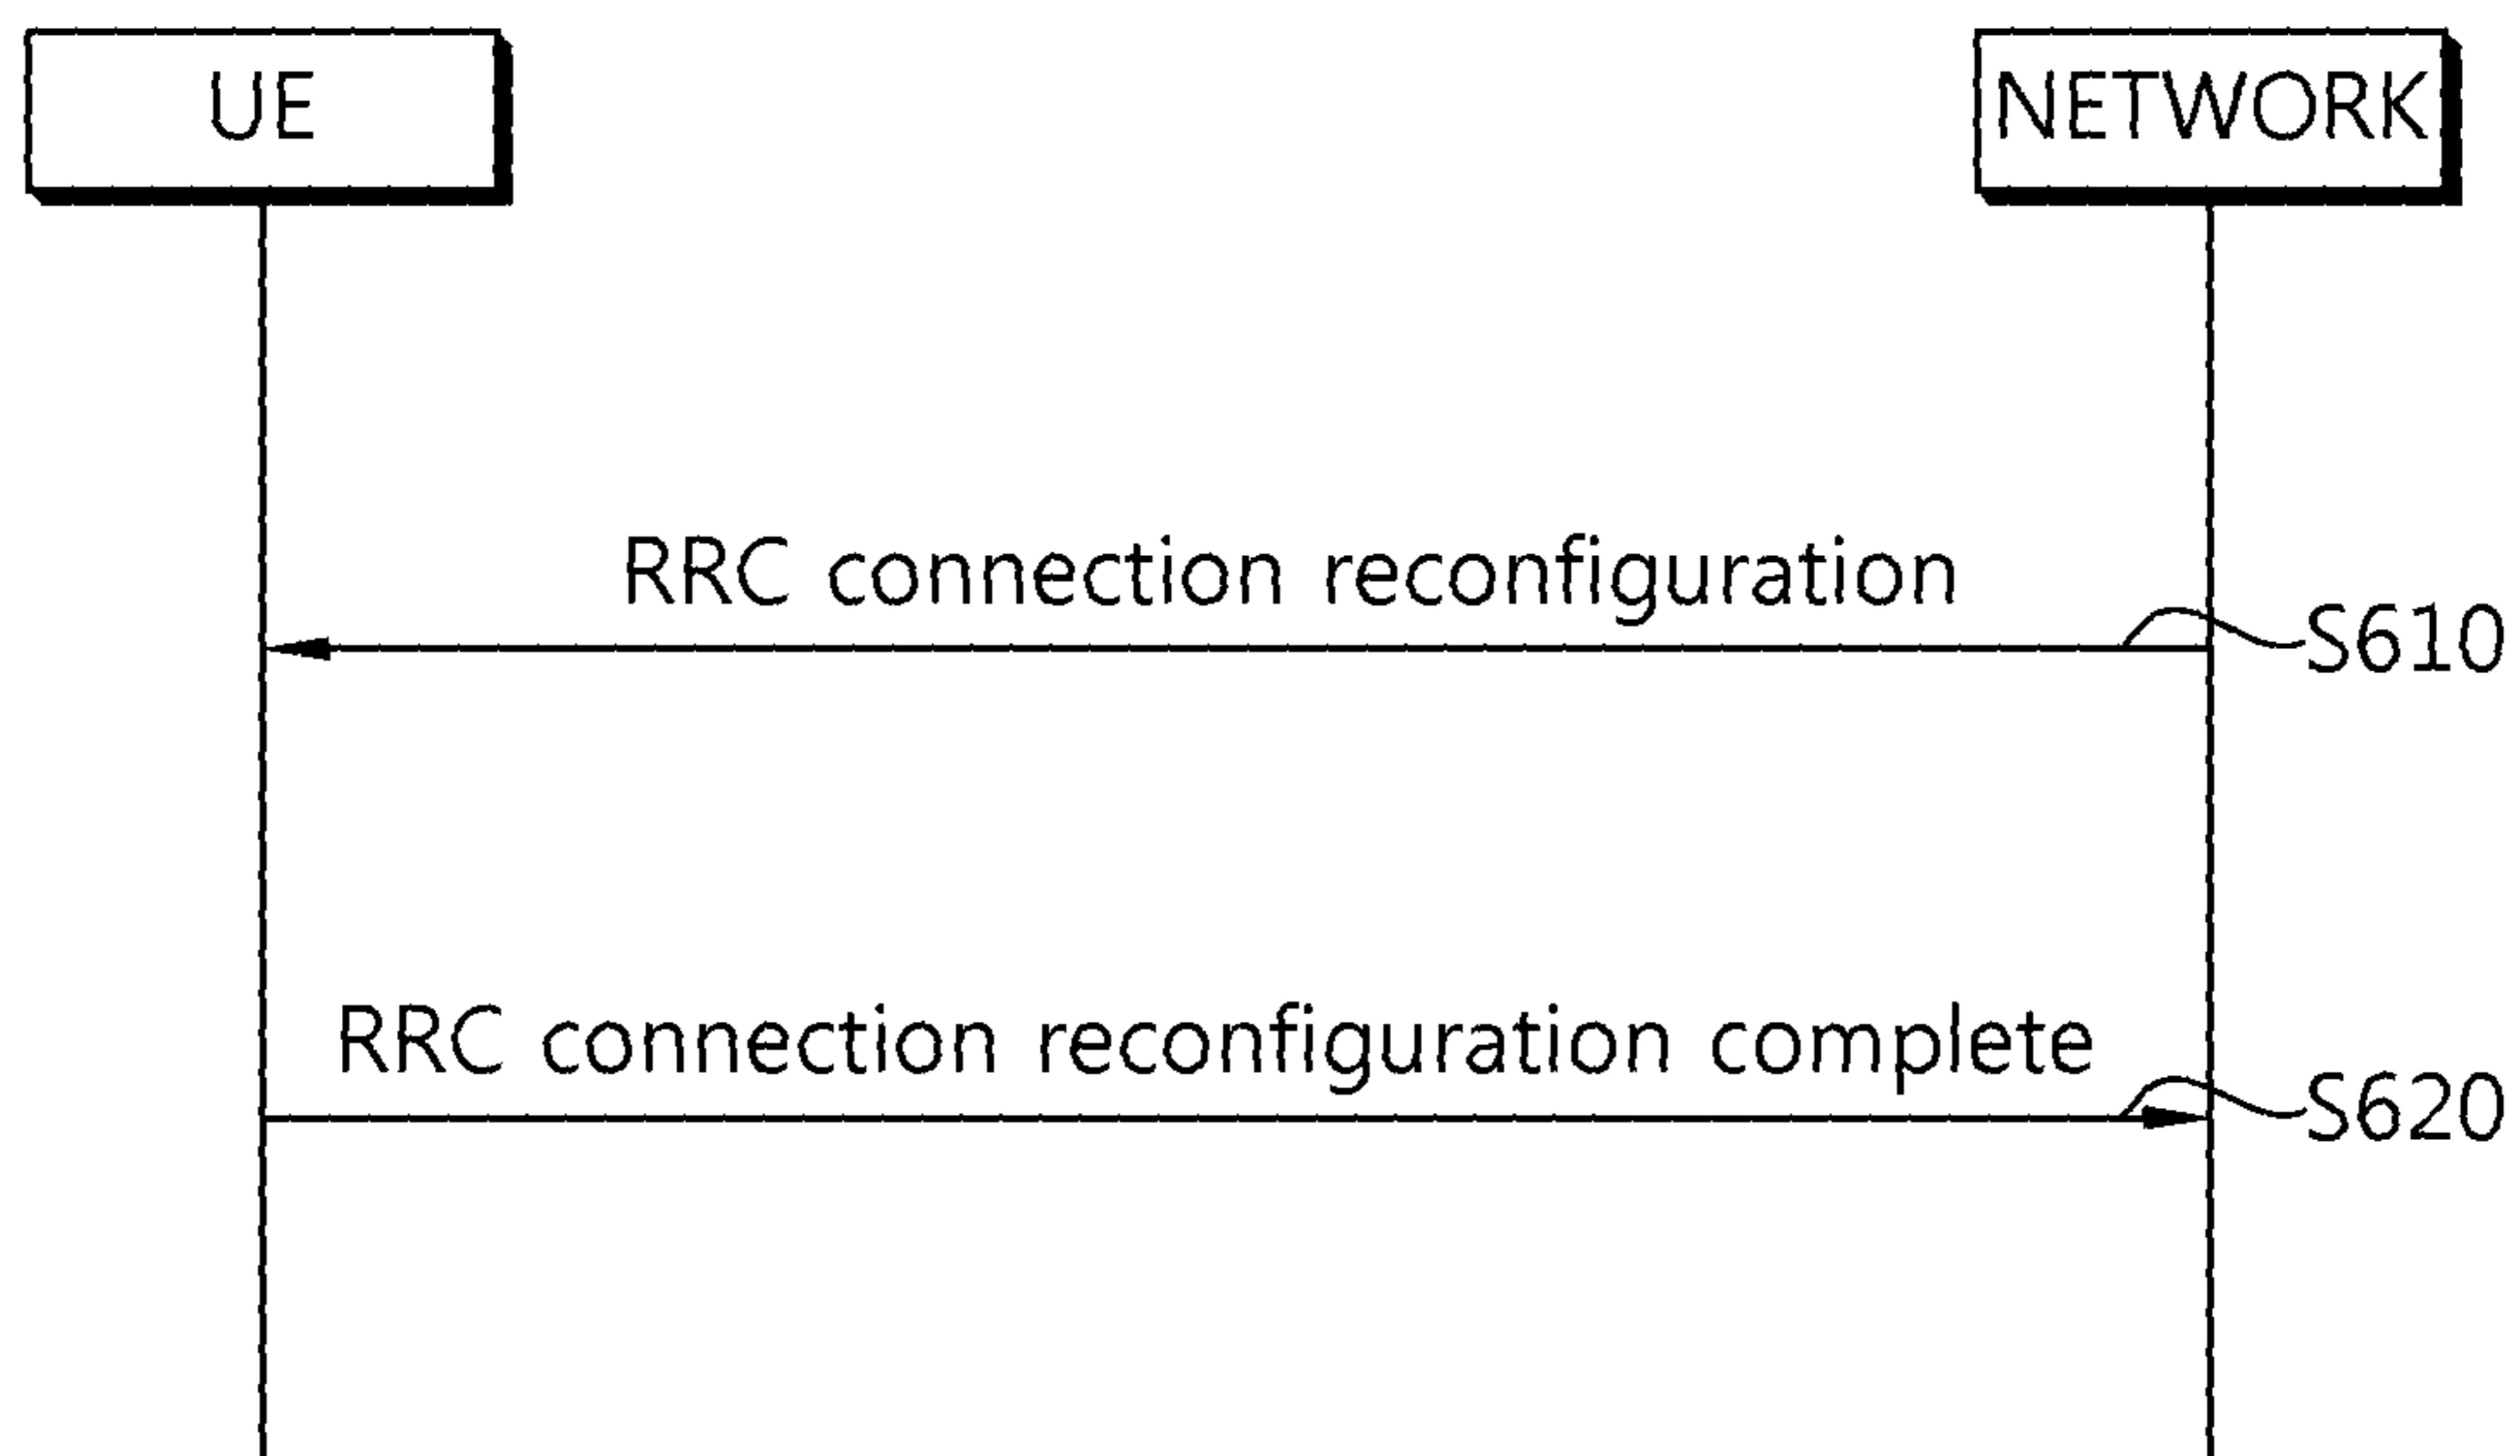 UE
NETWORK
RRC connection reconfiguration
S610
RRC connection reconfiguration complete
S620